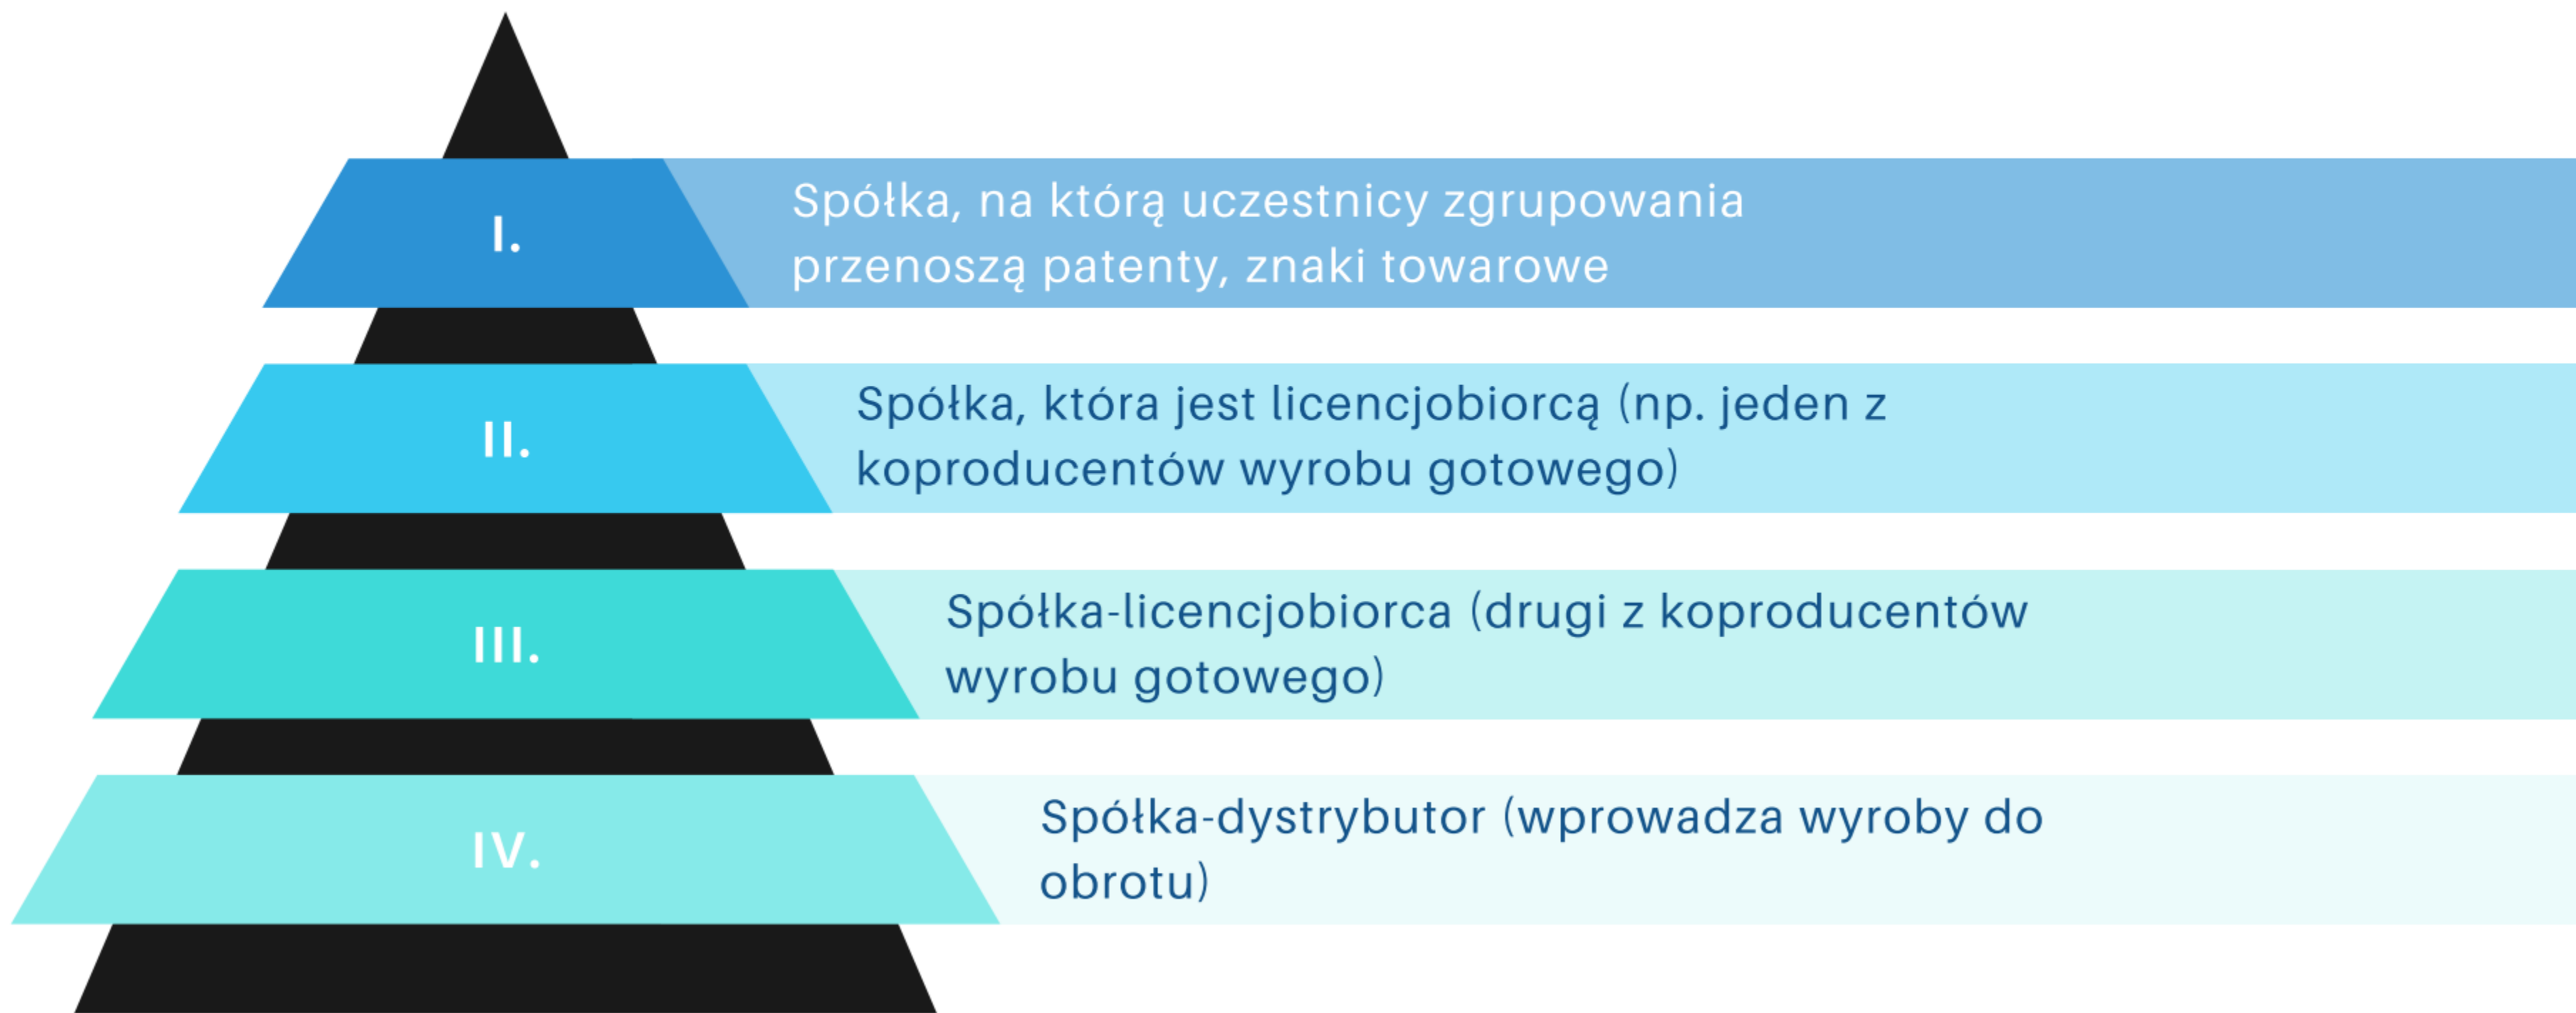 I.
Spółka, na którą uczestnicy zgrupowania
przenoszą patenty, znaki towarowe
II.
Spółka, która jest licencjobiorcą (np. jeden z
koproducentów wyrobu gotowego)
III.
Spółka-licencjobiorca (drugi z koproducentów
wyrobu gotowego)
IV.
Spółka-dystrybutor (wprowadza wyroby do
obrotu)